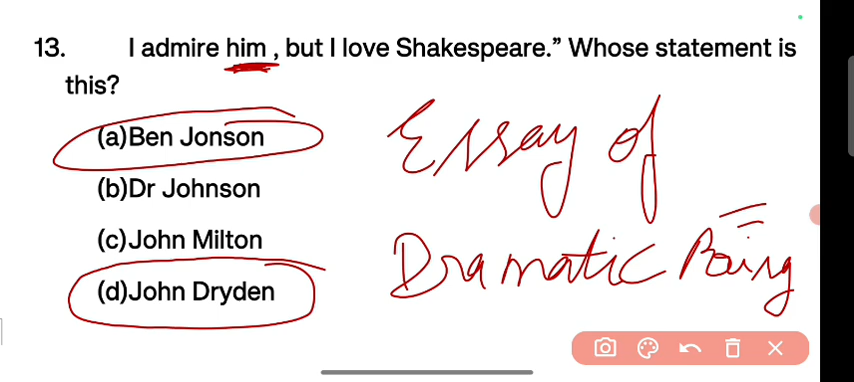 13. I admire him , but I love Shakespeare.” Whose statement is
this?
(a)Ben Jonson
(b)Dr Johnson
(c)John Milton
(d)John Dryden
Essay of
Dramatic